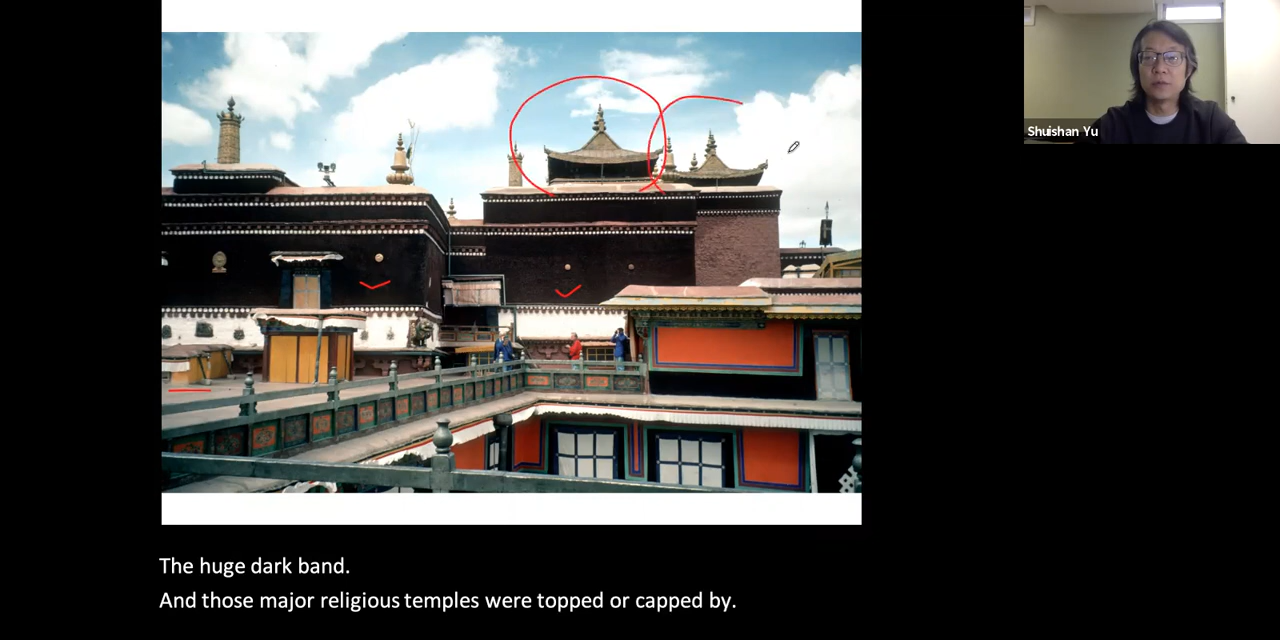 Shuishan Yu
The huge dark band.
And those major religious temples were topped or capped by.